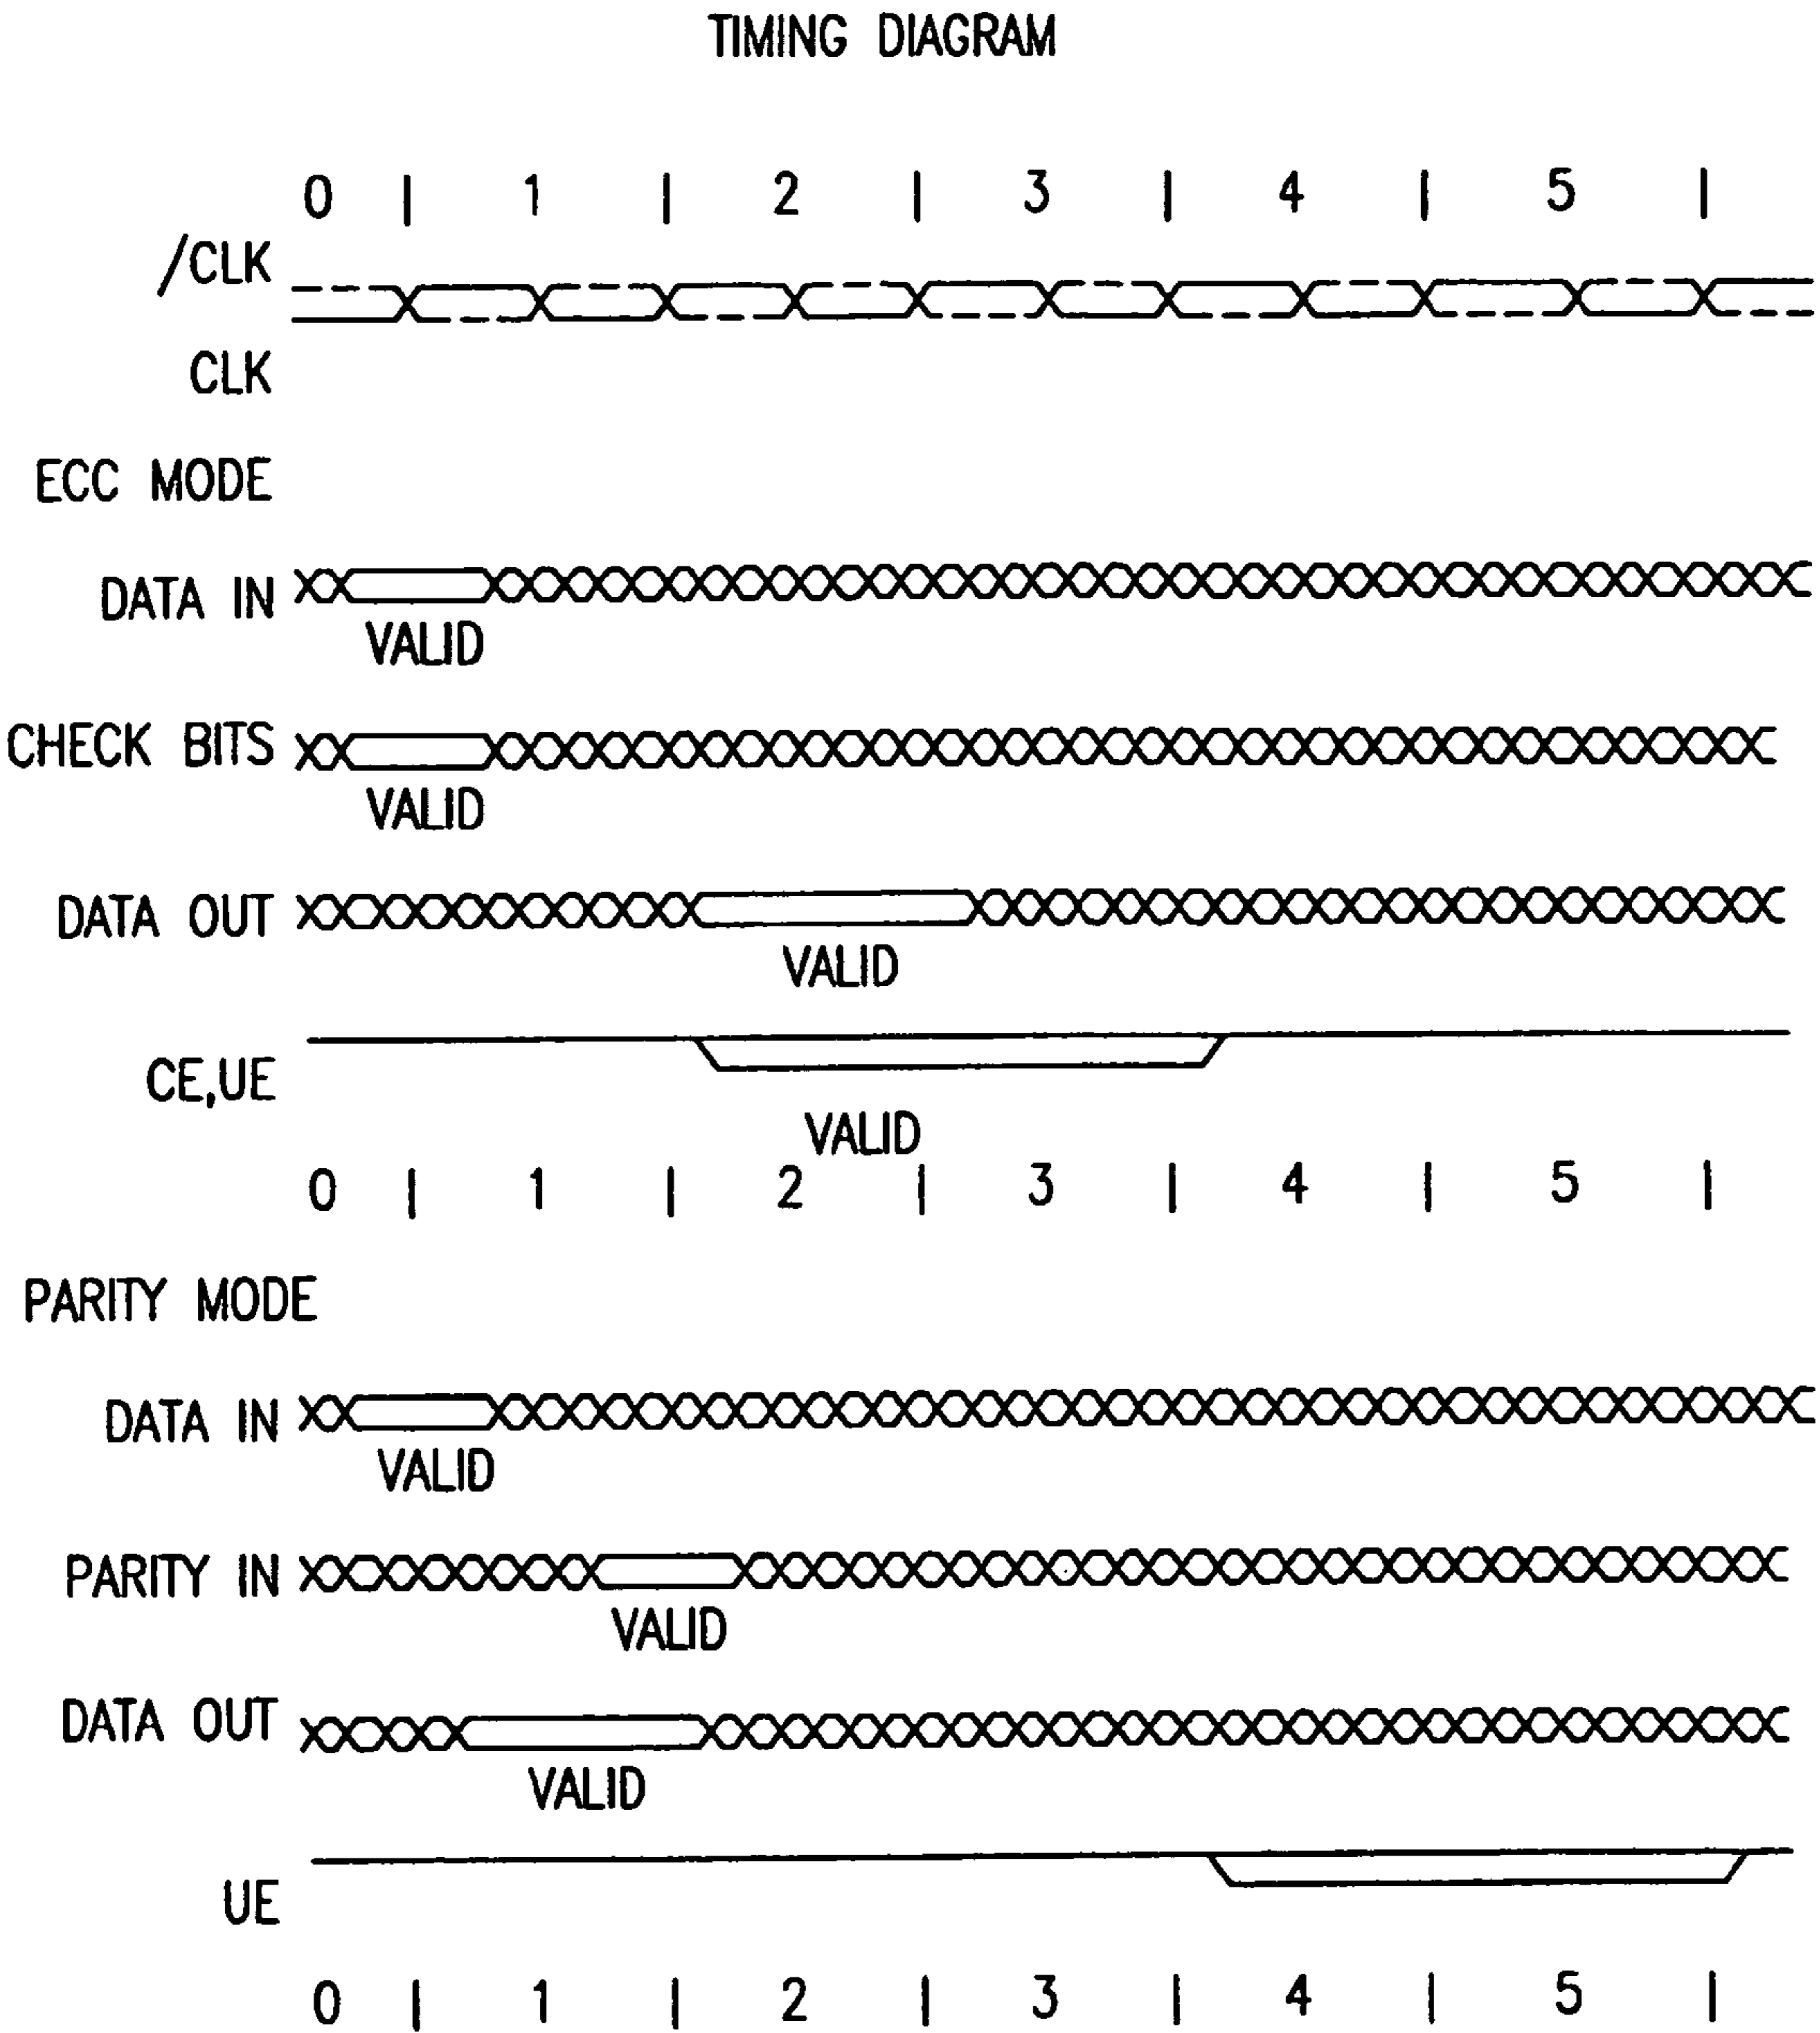 TIMING DIAGRAM
0 | 1 | 2 | 3 | 4 | 5 |
/CLK
CLK
ECC MODE
DATA IN
VALID
CHECK BITS
VALID
DATA OUT
VALID
CE,UE
VALID
0 | 1 | 2 | 3 | 4 | 5 |
PARITY MODE
DATA IN
VALID
PARITY IN
VALID
DATA OUT
VALID
UE
0 | 1 | 2 | 3 | 4 | 5 |